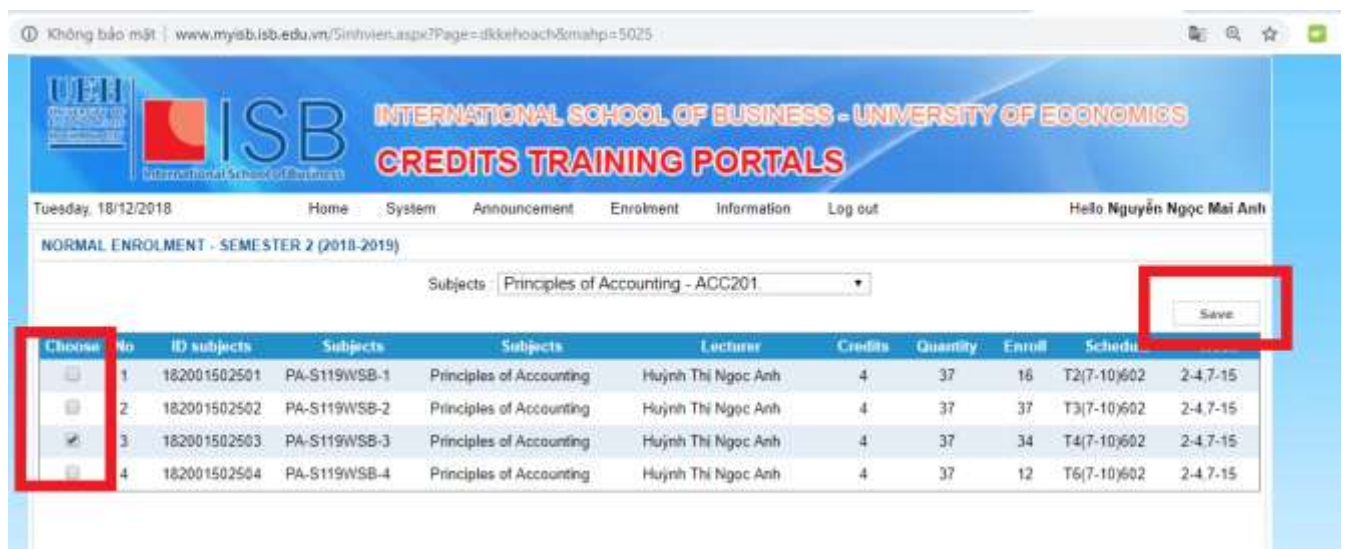 Không bảo mật | www.myisb.isb.edu.vn/Sinhvien.aspx?Page=dkkehoach&mahp=5025
UEH
ISB
International School of Business
INTERNATIONAL SCHOOL OF BUSINESS - UNIVERSITY OF ECONOMICS
CREDITS TRAINING PORTALS
Tuesday, 18/12/2018 Home System Announcement Enrolment Information Log out Hello Nguyễn Ngọc Mai Anh
NORMAL ENROLMENT - SEMESTER 2 (2018-2019)
Subjects : Principles of Accounting - ACC201
Save
Choose No ID subjects Subjects Subjects Lecturer Credits Quantity Enroll
1 182001502501 PA-S119WSB-1 Principles of Accounting Huỳnh Thị Ngọc Anh 4 37 16 T2(7-10)602 2-4,7-15
2 182001502502 PA-S119WSB-2 Principles of Accounting Huỳnh Thị Ngọc Anh 4 37 37 T3(7-10)602 2-4,7-15
3 182001502503 PA-S119WSB-3 Principles of Accounting Huỳnh Thị Ngọc Anh 4 37 34 T4(7-10)602 2-4,7-15
4 182001502504 PA-S119WSB-4 Principles of Accounting Huỳnh Thị Ngọc Anh 4 37 12 T6(7-10)602 2-4,7-15